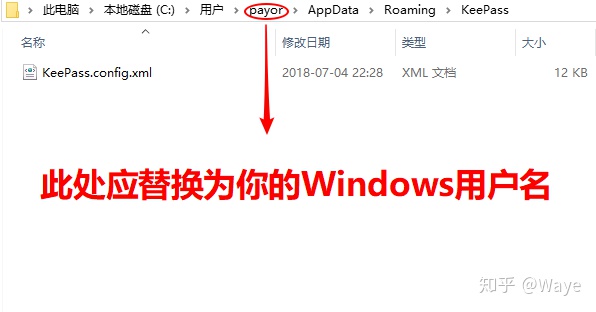 此电脑 > 本地磁盘 (C:) > 用户 > payor > AppData > Roaming > KeePass
名称 修改日期 类型 大小
KeePass.config.xml 2018-07-04 22:28 XML 文档 12 KB
此处应替换为你的Windows用户名
知乎 @Waye